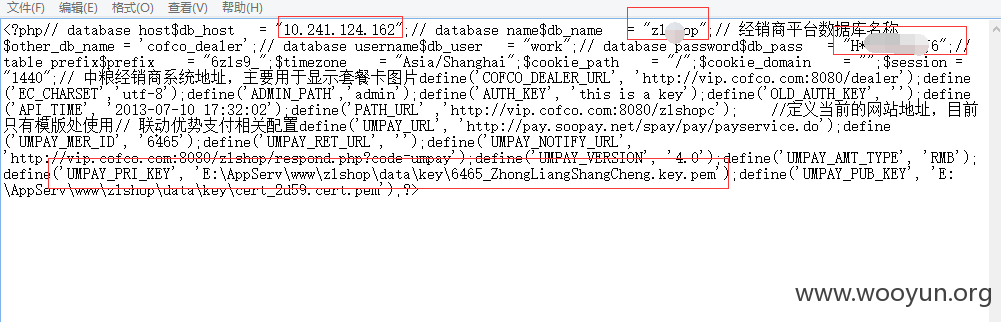 文件(F) 编辑(E) 格式(O) 查看(V) 帮助(H)
<?php// database host$db_host   = "10.241.124.162";// database name$db_name   = "zl op";// 经销商平台数据库名称
$other_db_name = 'cofco_dealer';// database username$db_user   = "work";// database password$db_pass   = "H* f6";//
table prefix$prefix    = "6zls9_";$timezone    = "Asia/Shanghai";$cookie_path    = "/";$cookie_domain    = "";$session =
"1440";// 中粮经销商系统地址，主要用于显示套餐卡图片define('COFCO_DEALER_URL', 'http://vip.cofco.com:8080/dealer');define
('EC_CHARSET','utf-8');define('ADMIN_PATH','admin');define('AUTH_KEY', 'this is a key');define('OLD_AUTH_KEY', '');define
('API_TIME', '2013-07-10 17:32:02');define('PATH_URL' ,'http://vip.cofco.com:8080/zlshopc');    //定义当前的网站地址，目前
只有模版处使用// 联动优势支付相关配置define('UMPAY_URL', 'http://pay.soopay.net/spay/pay/payservice.do');define
('UMPAY_MER_ID', '6465');define('UMPAY_RET_URL', '');define('UMPAY_NOTIFY_URL',
'http://vip.cofco.com:8080/zlshop/respond.php?code=umpay');define('UMPAY_VERSION', '4.0');define('UMPAY_AMT_TYPE', 'RMB');
define('UMPAY_PRI_KEY', 'E:\AppServ\www\zlshop\data\key\6465_ZhongLiangShangCheng.key.pem');define('UMPAY_PUB_KEY', 'E:
\AppServ\www\zlshop\data\key\cert_2d59.cert.pem');?>
www.wooyun.org